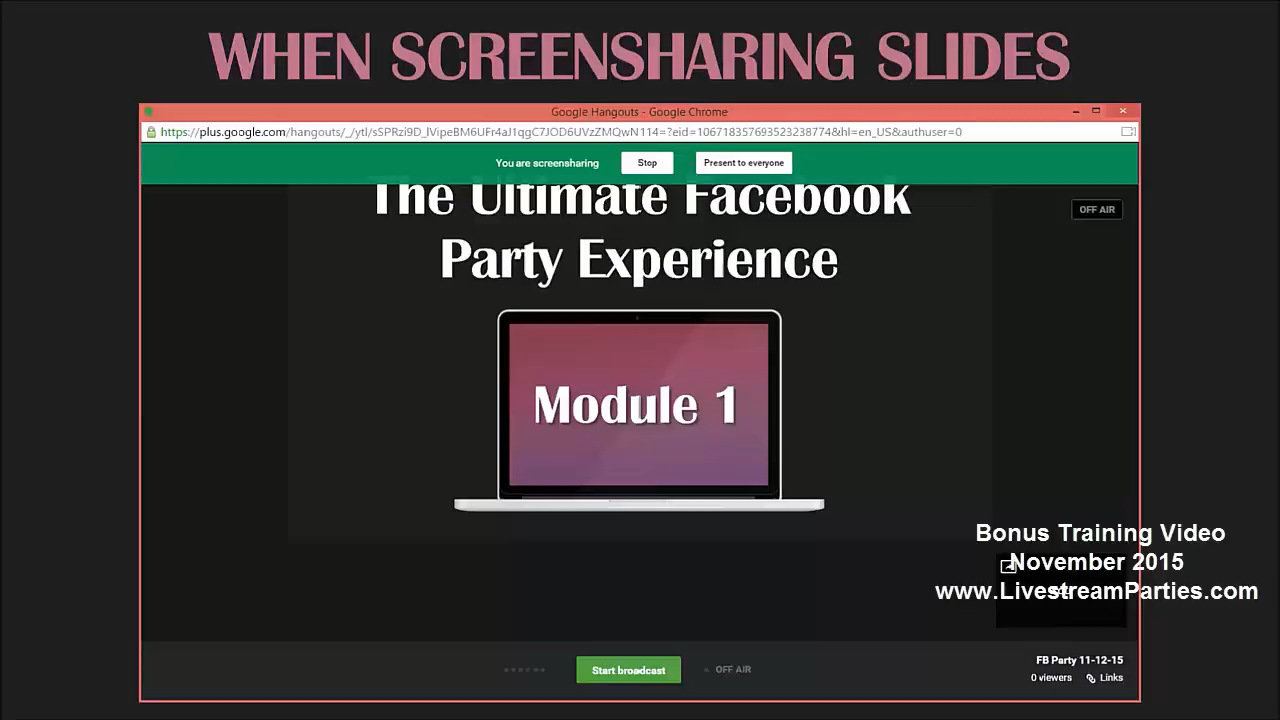 WHEN SCREENSHARING SLIDES
Google Hangouts - Google Chrome
https://plus.google.com/hangouts/_/ytl/sSPRzi9D_lVipeBM6UFr4aJ1qgC7JOD6UVzZMQwN114=?eid=106718357693523238774&hl=en_US&authuser=0
You are screensharing Stop Present to everyone
The Ultimate Facebook
OFF AIR
Party Experience
Module 1
Bonus Training Video
November 2015
www.LivestreamParties.com
Start broadcast OFF AIR
FB Party 11-12-15
0 viewers Links